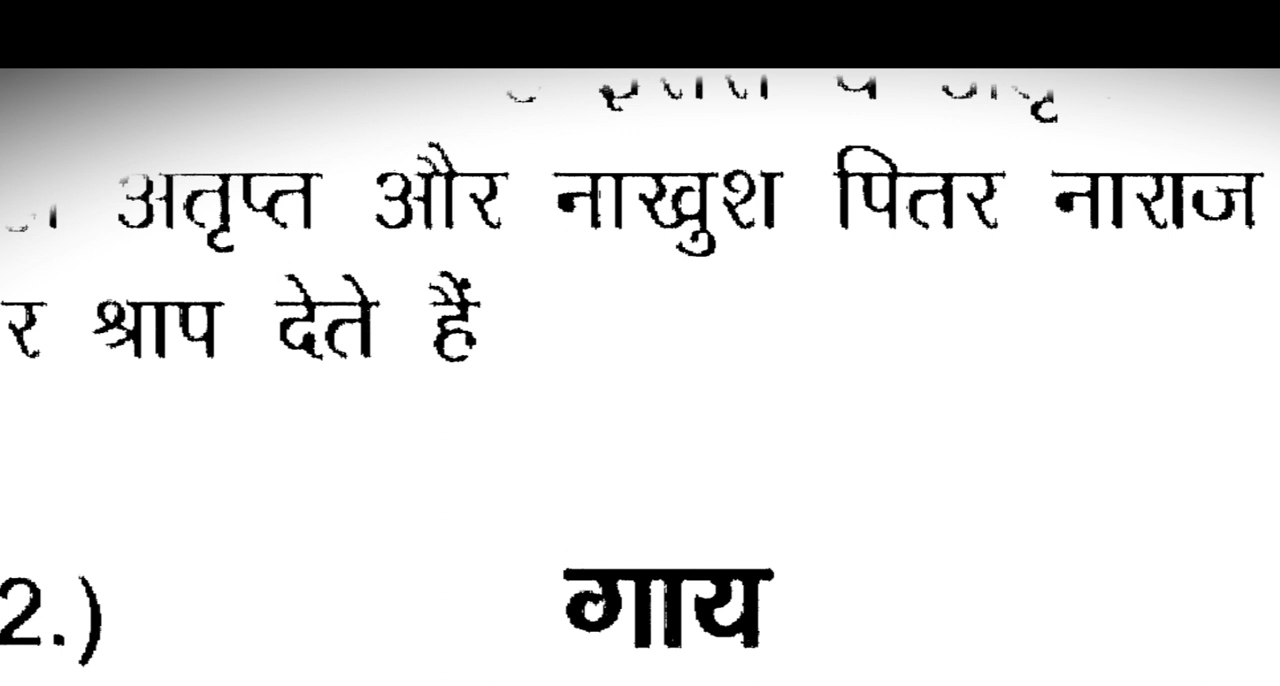 अतृप्त और नाखुश पितर नाराज
र श्राप देते हैं
2.) गाय